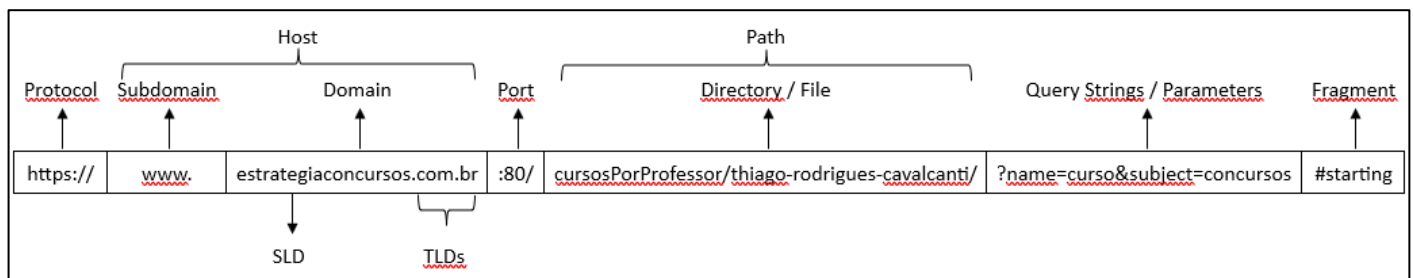 Host Path
Protocol Subdomain Domain Port Directory / File Query Strings / Parameters Fragment
https:// www. estrategiaconcursos.com.br :80/ cursosPorProfessor/thiago-rodrigues-cavalcanti/ ?name=curso&subject=concursos #starting
SLD TLDs